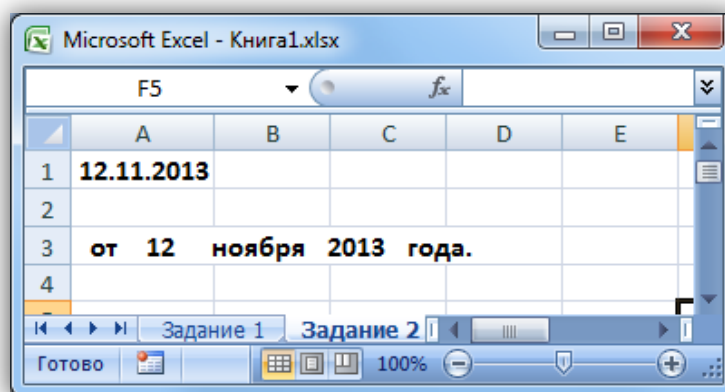 Microsoft Excel - Книга1.xlsx
F5 fx
A B C D E
1 12.11.2013
2
3 от 12 ноября 2013 года.
4
Задание 1 Задание 2
Готово 100%